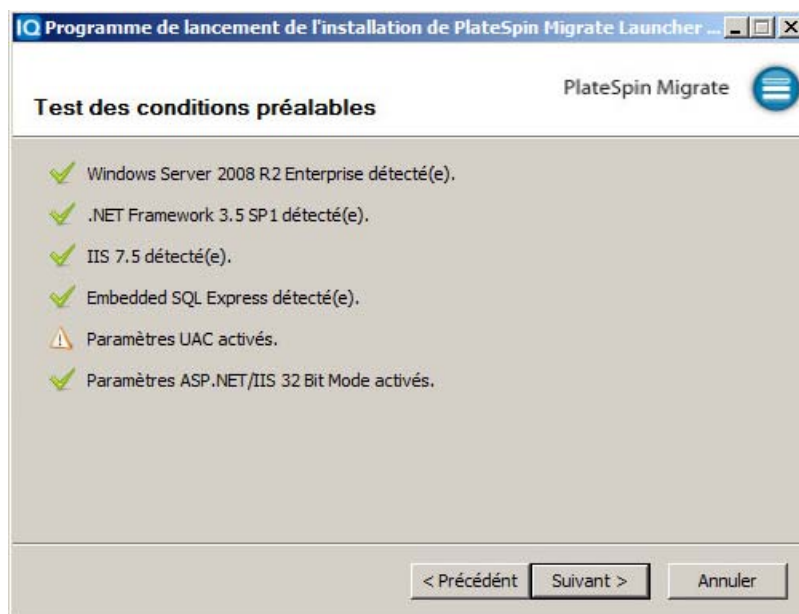 IQ Programme de lancement de l'installation de PlateSpin Migrate Launcher ...
Test des conditions préalables
PlateSpin Migrate
Windows Server 2008 R2 Enterprise détecté(e).
.NET Framework 3.5 SP1 détecté(e).
IIS 7.5 détecté(e).
Embedded SQL Express détecté(e).
Paramètres UAC activés.
Paramètres ASP.NET/IIS 32 Bit Mode activés.
< Précédént
Suivant >
Annuler